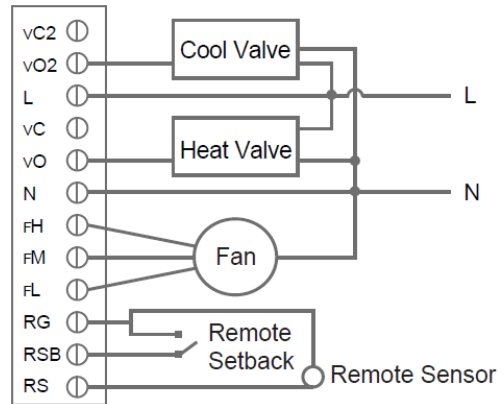 vC2
vO2
L
vC
vO
N
fH
fM
fL
RG
RSB
RS
Cool Valve
Heat Valve
Fan
Remote
Setback
Remote Sensor
L
N